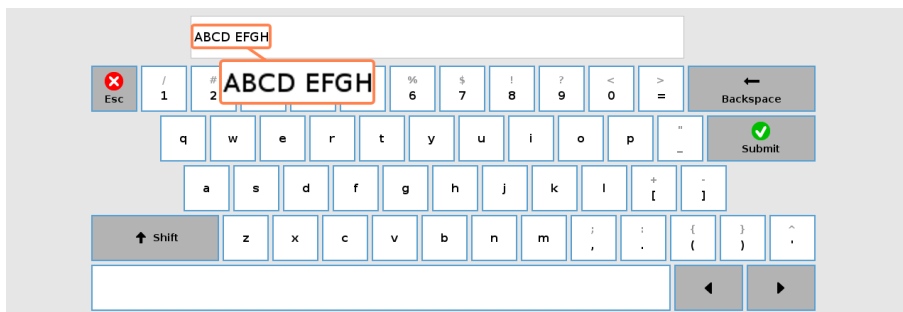 ABCD EFGH
ABCD EFGH
Esc / 1 # 2 % 6 $ 7 ! 8 ? 9 < 0 > = Backspace
q w e r t y u i o p " _ Submit
a s d f g h j k l + [ - ]
Shift z x c v b n m ; , : . { ( } ) ^ '